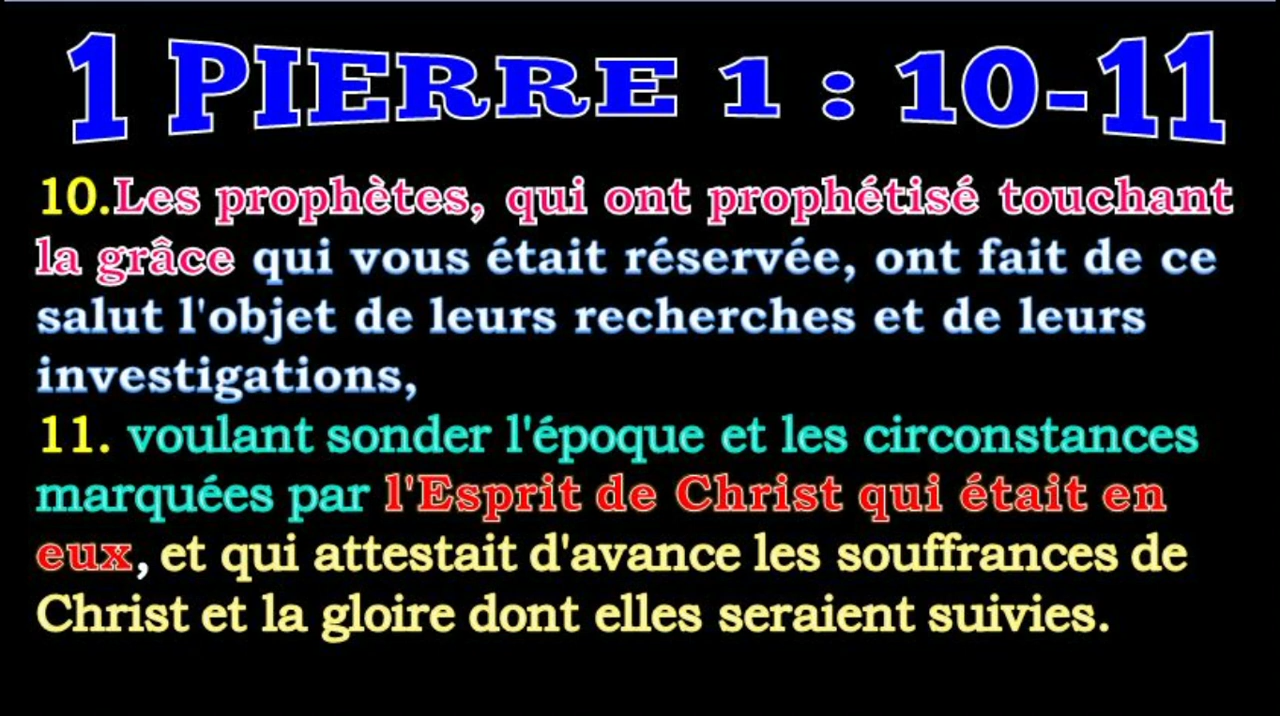 1 PIERRE 1 : 10-11
10.Les prophètes, qui ont prophétisé touchant
la grâce qui vous était réservée, ont fait de ce
salut l'objet de leurs recherches et de leurs
investigations,
11. voulant sonder l'époque et les circonstances
marquées par l'Esprit de Christ qui était en
eux, et qui attestait d'avance les souffrances de
Christ et la gloire dont elles seraient suivies.